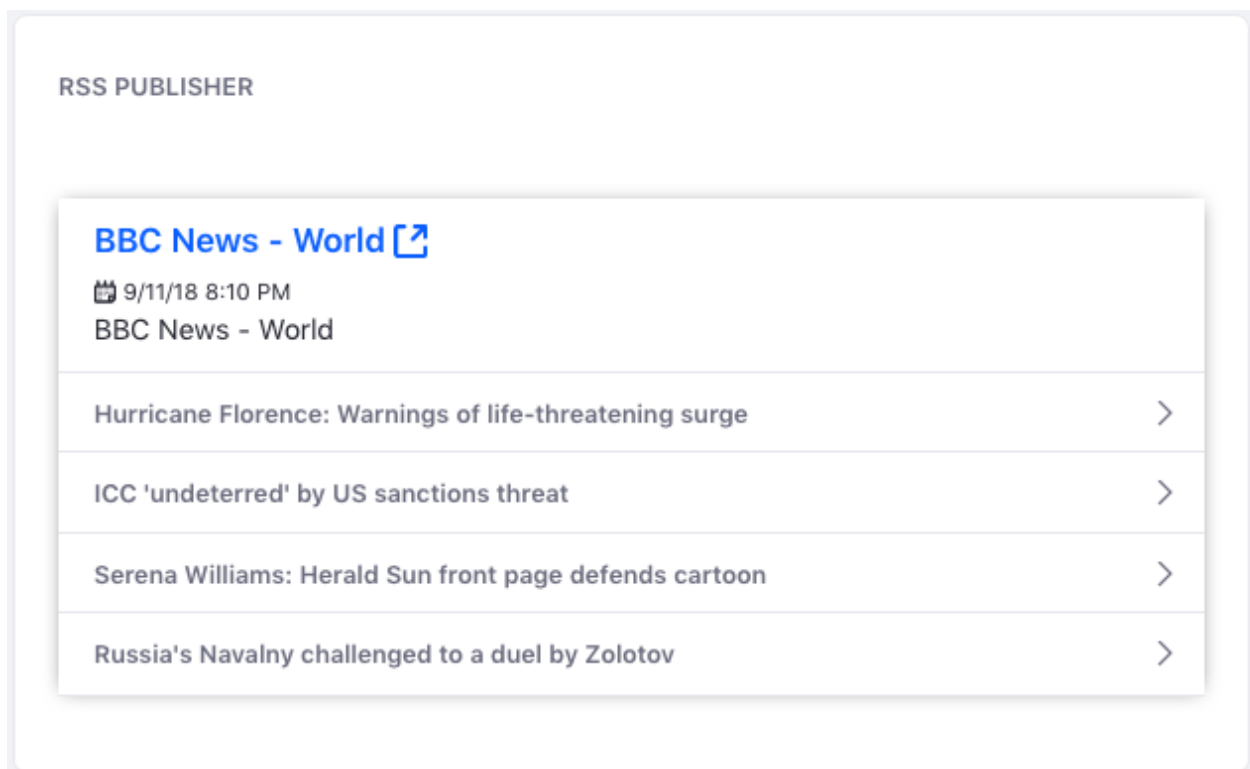 RSS PUBLISHER
BBC News - World
9/11/18 8:10 PM
BBC News - World
Hurricane Florence: Warnings of life-threatening surge
ICC 'undeterred' by US sanctions threat
Serena Williams: Herald Sun front page defends cartoon
Russia's Navalny challenged to a duel by Zolotov